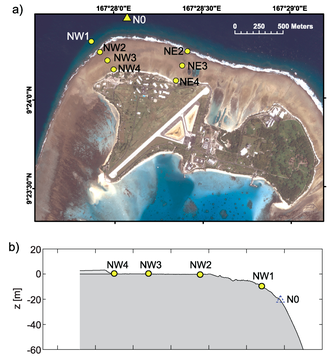 a)
167°28'0"E 167°28'30"E 167°29'0"E
N0
0 250 500
Meters
NW1
NW2
NE2
NW3
NE3
NW4
NE4
9°24'0"N
9°23'30"N
b)
20
NW4 NW3 NW2
0
NW1
-20
N0
-40
-60
z [m]